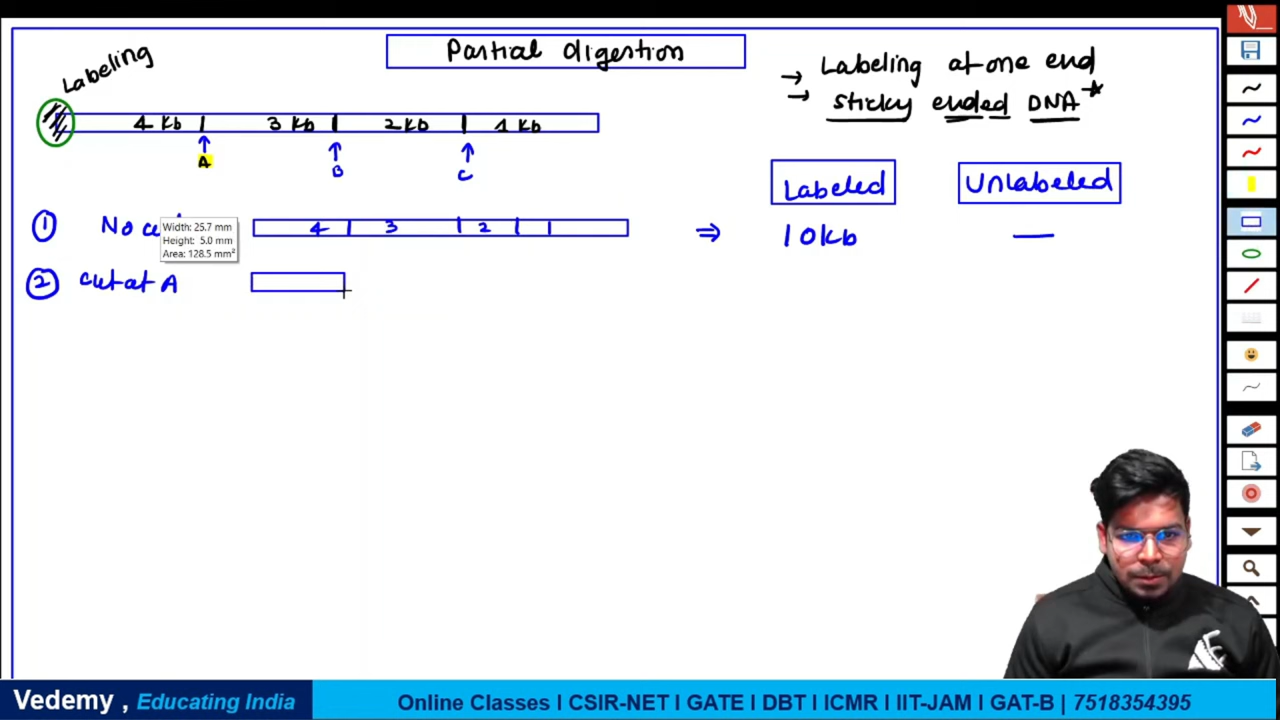 Partial digestion
Labeling
→ Labeling at one end
→ sticky ended DNA *
4 Kb 3 Kb 2 Kb 1 Kb
A B C
Labeled Unlabeled
① No 4 3 2 ⇒ 10Kb —
Width: 25.7 mm
Height: 5.0 mm
Area: 128.5 mm²
② Cut at A
Vedemy , Educating India
Online Classes I CSIR-NET I GATE I DBT I ICMR I IIT-JAM I GAT-B | 7518354395